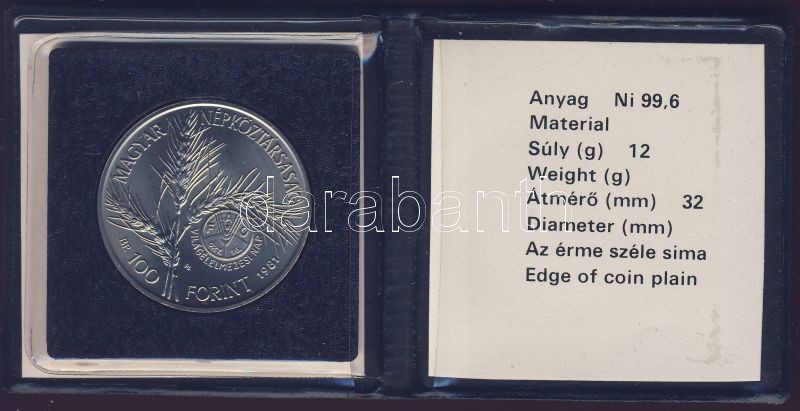 MAGYAR NÉPKÖZTÁRSASÁG
VILÁGÉLELMEZÉSI NAP
BP.
100
FORINT
1981
Anyag Ni 99,6
Material
Súly (g) 12
Weight (g)
Átmérő (mm) 32
Diameter (mm)
Az érme széle sima
Edge of coin plain
darabanth